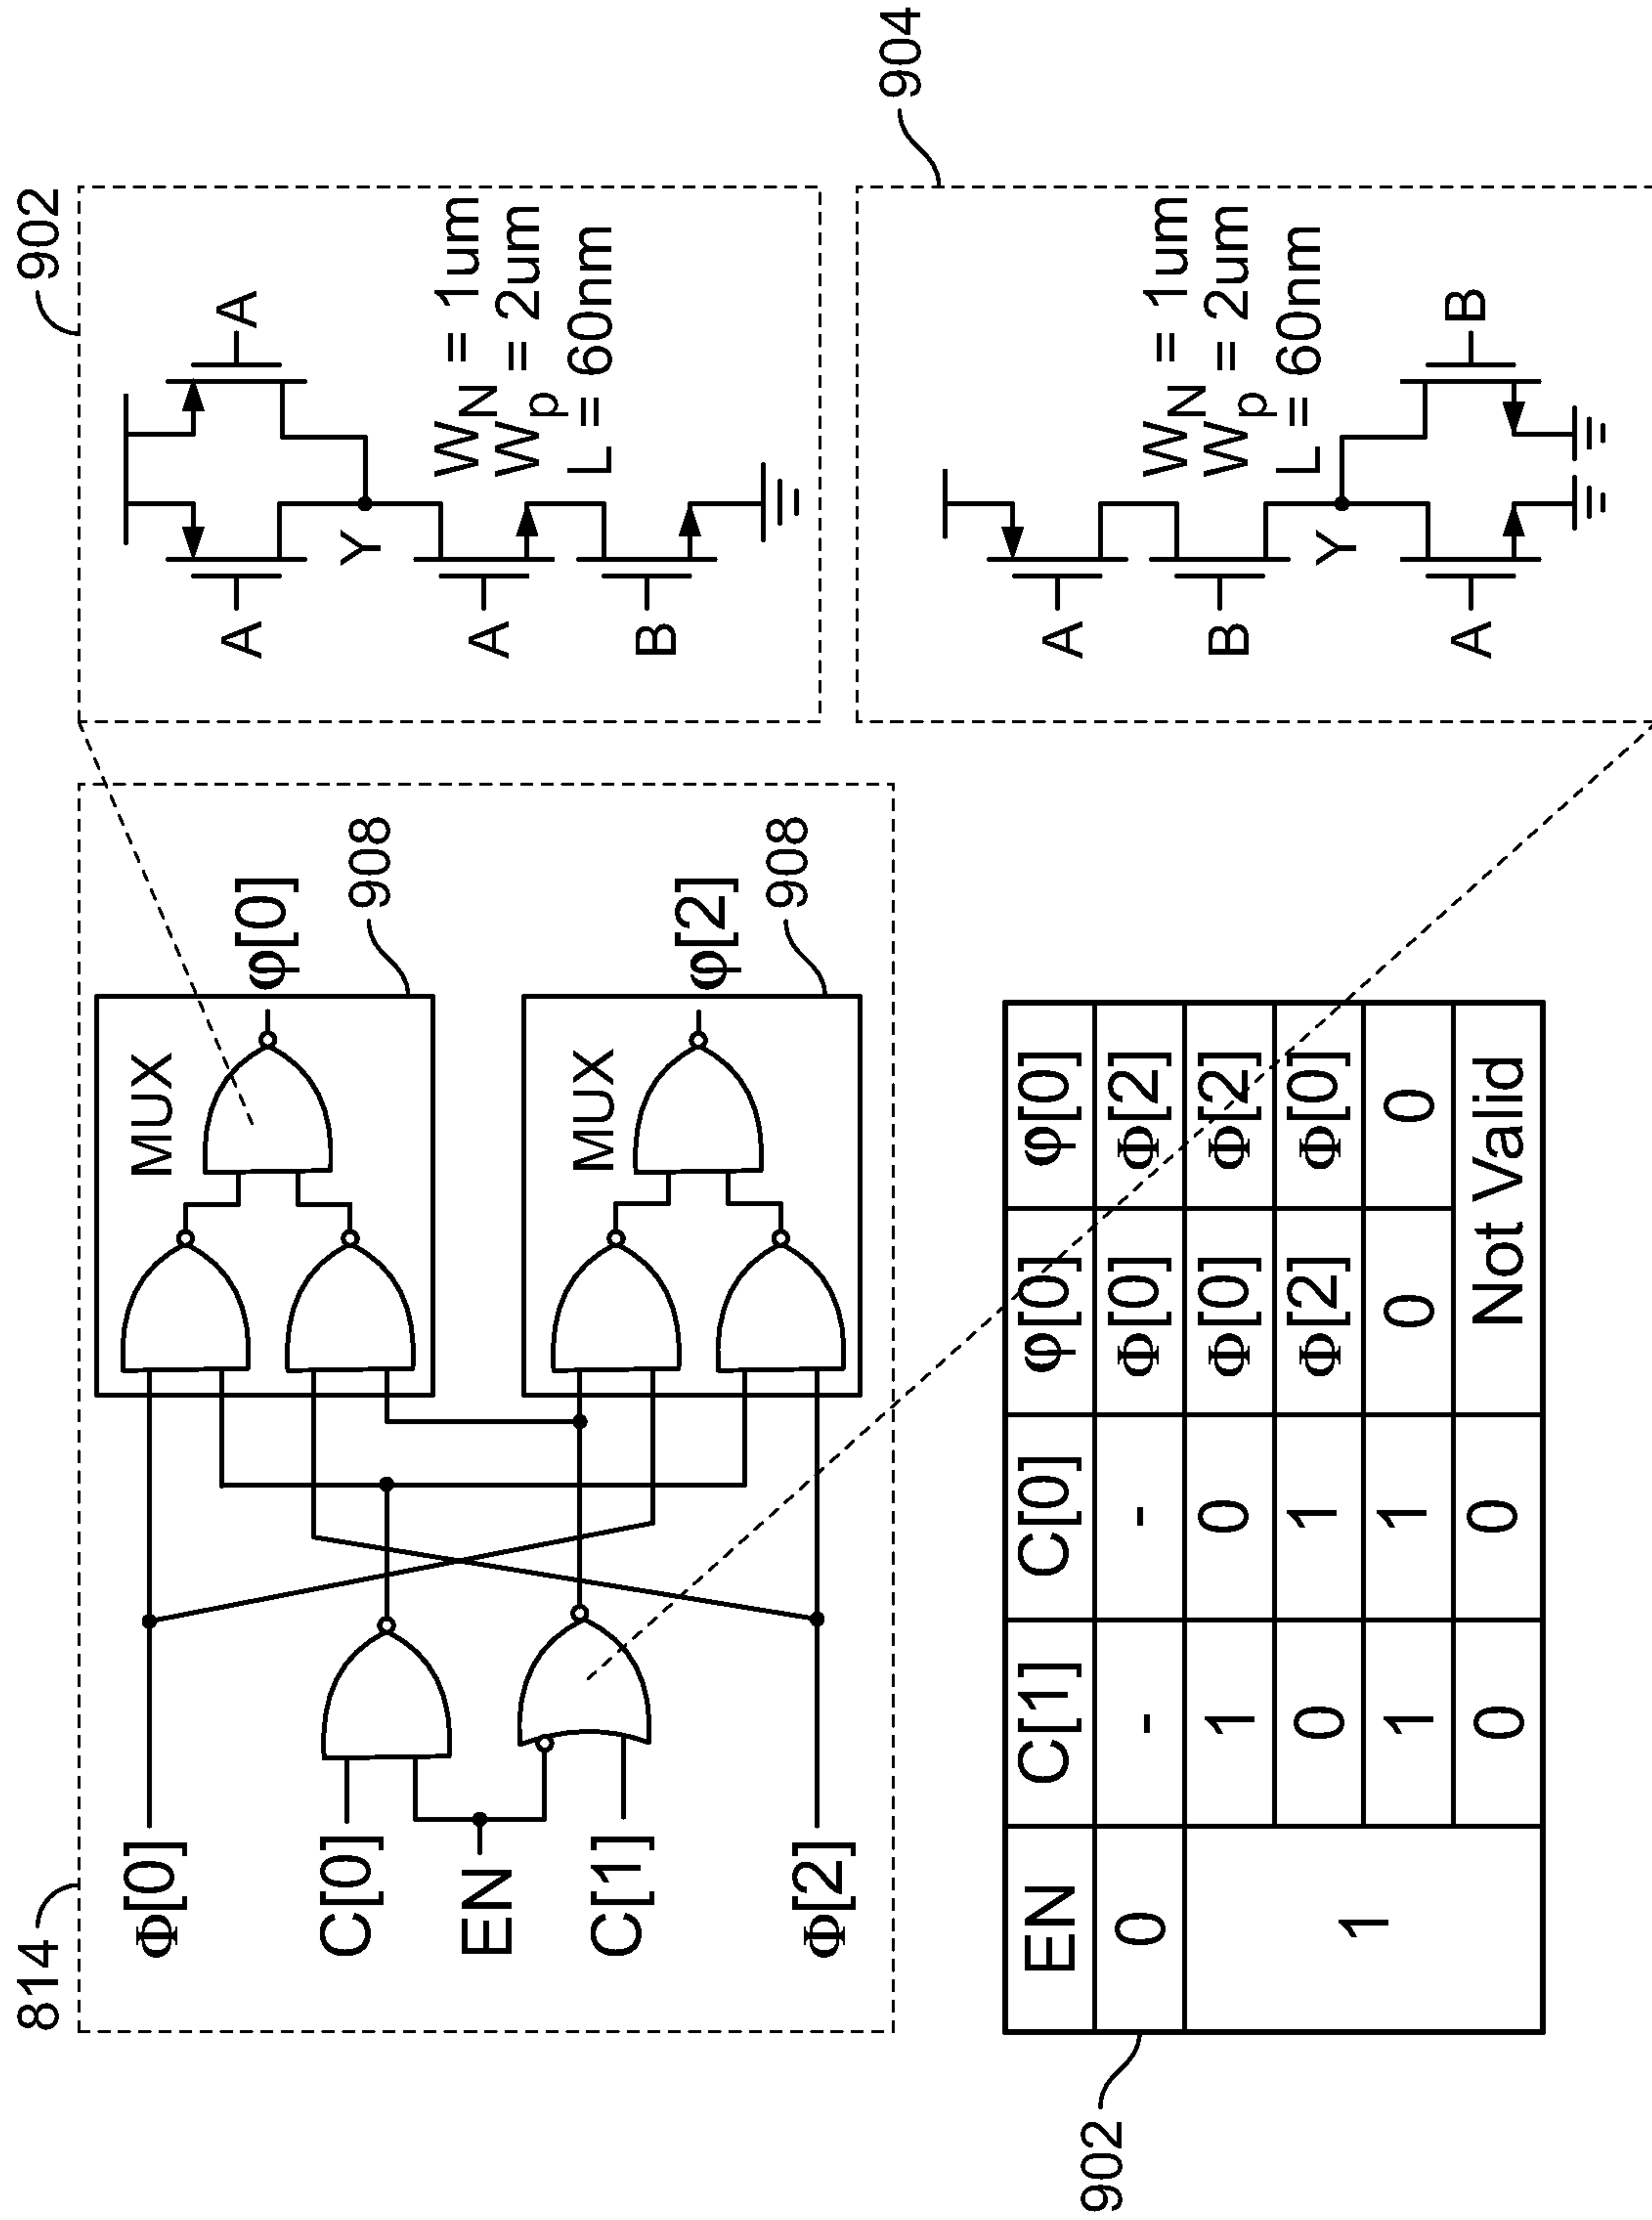 814
Φ[0]
C[0]
EN
C[1]
Φ[2]
MUX
φ[0]
908
MUX
φ[2]
908
902
A
A
Y
A
B
W_N = 1um
W_p = 2um
L = 60nm
904
A
B
Y
A
B
W_N = 1um
W_p = 2um
L = 60nm
902
EN C[1] C[0] φ[0] φ[0]
0 - - Φ[0] Φ[2]
1 1 0 Φ[0] Φ[2]
0 1 Φ[2] Φ[0]
1 1 0 0
0 0 Not Valid